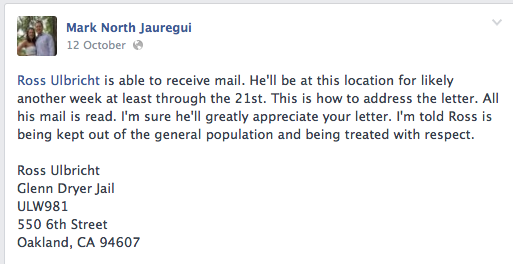 Mark North Jauregui
12 October
Ross Ulbricht is able to receive mail. He'll be at this location for likely
another week at least through the 21st. This is how to address the letter. All
his mail is read. I'm sure he'll greatly appreciate your letter. I'm told Ross is
being kept out of the general population and being treated with respect.
Ross Ulbricht
Glenn Dryer Jail
ULW981
550 6th Street
Oakland, CA 94607